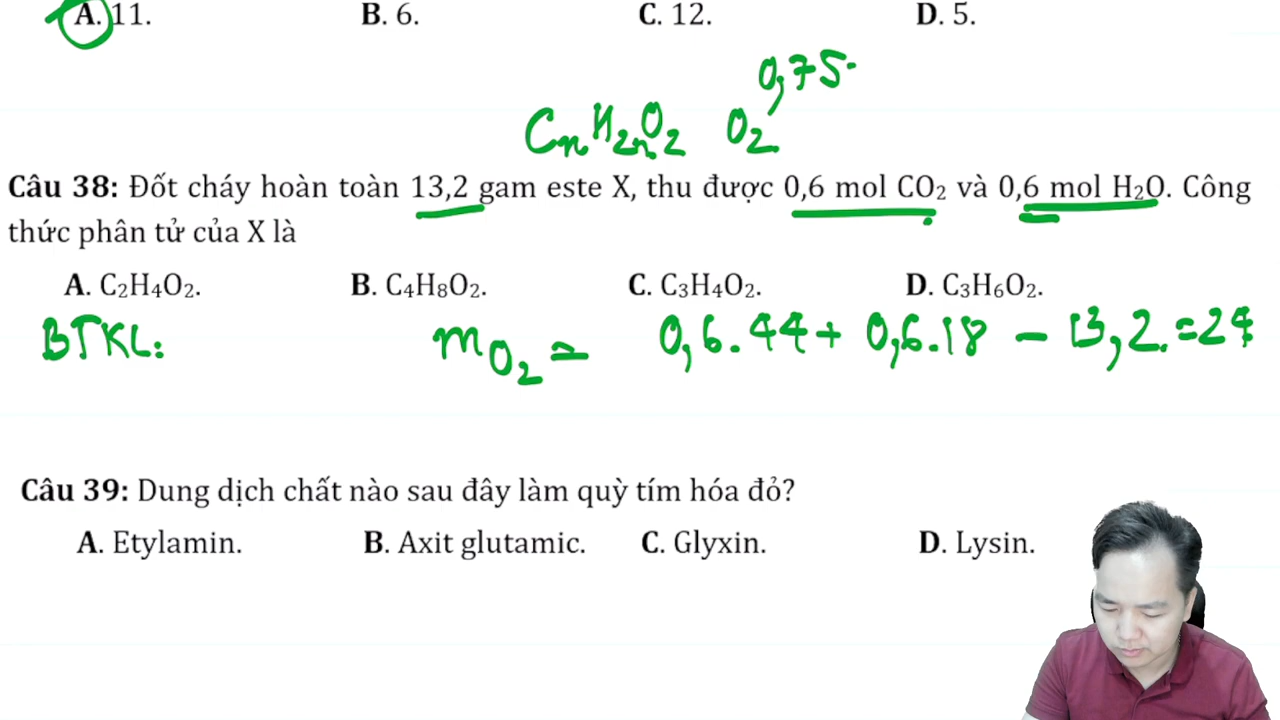 A. 11. B. 6. C. 12. D. 5.
0,75
CnH2nO2 O2
Câu 38: Đốt cháy hoàn toàn 13,2 gam este X, thu được 0,6 mol CO2 và 0,6 mol H2O. Công
thức phân tử của X là
A. C2H4O2. B. C4H8O2. C. C3H4O2. D. C3H6O2.
BTKL: mO2 = 0,6.44 + 0,6.18 - 13,2 = 24
Câu 39: Dung dịch chất nào sau đây làm quỳ tím hóa đỏ?
A. Etylamin. B. Axit glutamic. C. Glyxin. D. Lysin.